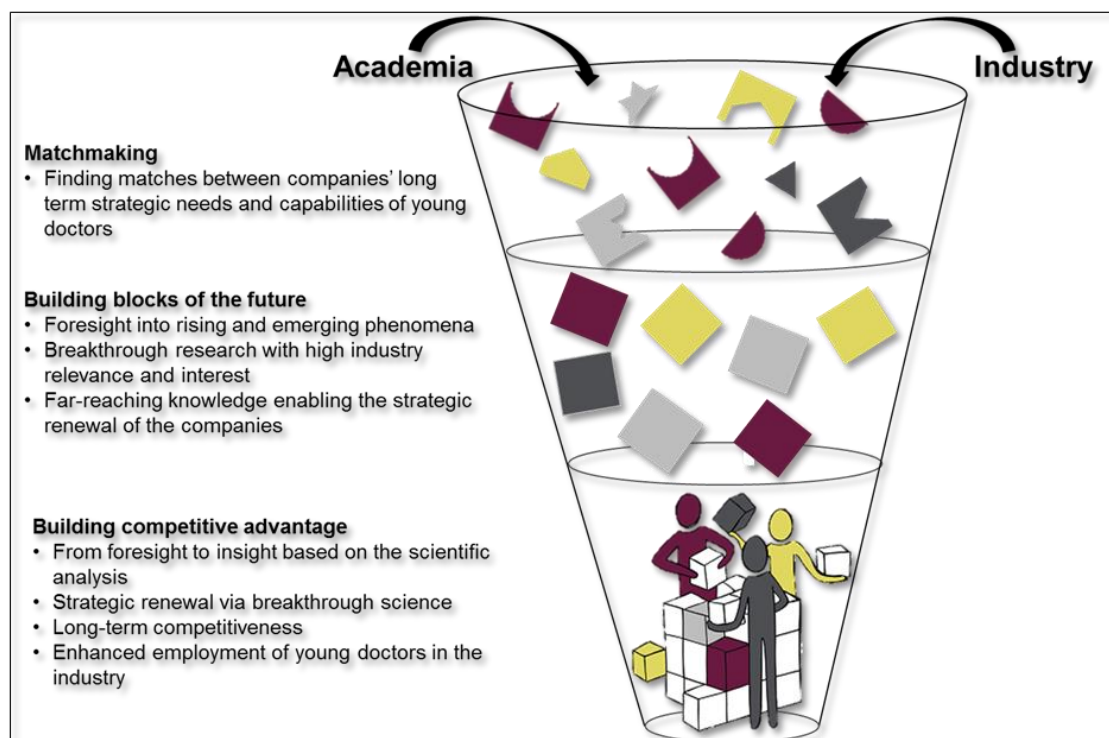 Academia
Industry
Matchmaking
• Finding matches between companies' long
term strategic needs and capabilities of young
doctors
Building blocks of the future
• Foresight into rising and emerging phenomena
• Breakthrough research with high industry
relevance and interest
• Far-reaching knowledge enabling the strategic
renewal of the companies
Building competitive advantage
• From foresight to insight based on the scientific
analysis
• Strategic renewal via breakthrough science
• Long-term competitiveness
• Enhanced employment of young doctors in the
industry